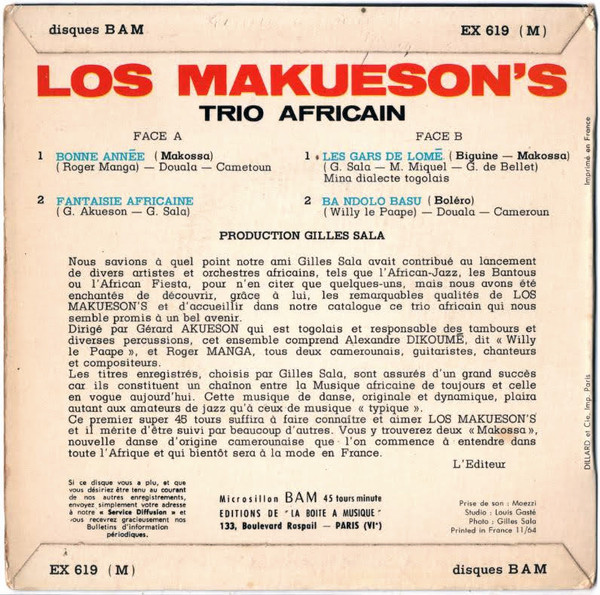 disques BAM EX 619 (M)
LOS MAKUESON'S
TRIO AFRICAIN
FACE A
1 BONNE ANNÉE (Makossa)
(Roger Manga) — Douala — Cametoun
2 FANTAISIE AFRICAINE
(G. Akueson — G. Sala)
FACE B
1 LES GARS DE LOMÉ (Biguine — Makossa)
(G. Sala — M. Miquel — G. de Bellet)
Mina dialecte togolais
2 BA NDOLO BASU (Boléro)
(Willy le Paape) — Douala — Cameroun
PRODUCTION GILLES SALA
Nous savions à quel point notre ami Gilles Sala avait contribué au lancement
de divers artistes et orchestres africains, tels que l'African-Jazz, les Bantous
ou l'African Fiesta, pour n'en citer que quelques-uns, mais nous avons été
enchantés de découvrir, grâce à lui, les remarquables qualités de LOS
MAKUESON'S et d'accueillir dans notre catalogue ce trio africain qui nous
semble promis à un bel avenir.
Dirigé par Gérard AKUESON qui est togolais et responsable des tambours et
diverses percussions, cet ensemble comprend Alexandre DIKOUMÉ, dit « Willy
le Paape », et Roger MANGA, tous deux camerounais, guitaristes, chanteurs
et compositeurs.
Les titres enregistrés, choisis par Gilles Sala, sont assurés d'un grand succès
car ils constituent un chaînon entre la Musique africaine de toujours et celle
en vogue aujourd'hui. Cette musique de danse, originale et dynamique, plaira
autant aux amateurs de jazz qu'à ceux de musique « typique ».
Ce premier super 45 tours suffira à faire connaître et aimer LOS MAKUESON'S
et il mérite d'être suivi par beaucoup d'autres. Vous y trouverez deux « Makossa »,
nouvelle danse d'origine camerounaise que l'on commence à entendre dans
toute l'Afrique et qui bientôt sera à la mode en France.
L'Editeur
Si ce disque vous a plu, et que
vous désiriez être tenu au courant
de nos autres enregistrements,
envoyez simplement votre adresse
à notre « Service Diffusion » et
vous recevrez gracieusement nos
Bulletins d'information
périodiques.
Microsillon BAM 45 tours minute
EDITIONS DE "LA BOITE A MUSIQUE"
133, Boulevard Raspail — PARIS (VIe)
Prise de son : Moezzi
Studio : Louis Gasté
Photo : Gilles Sala
Printed in France 11/64
Imprimé en France
DILLARD et Cie, Imp. Paris
EX 619 (M) disques BAM